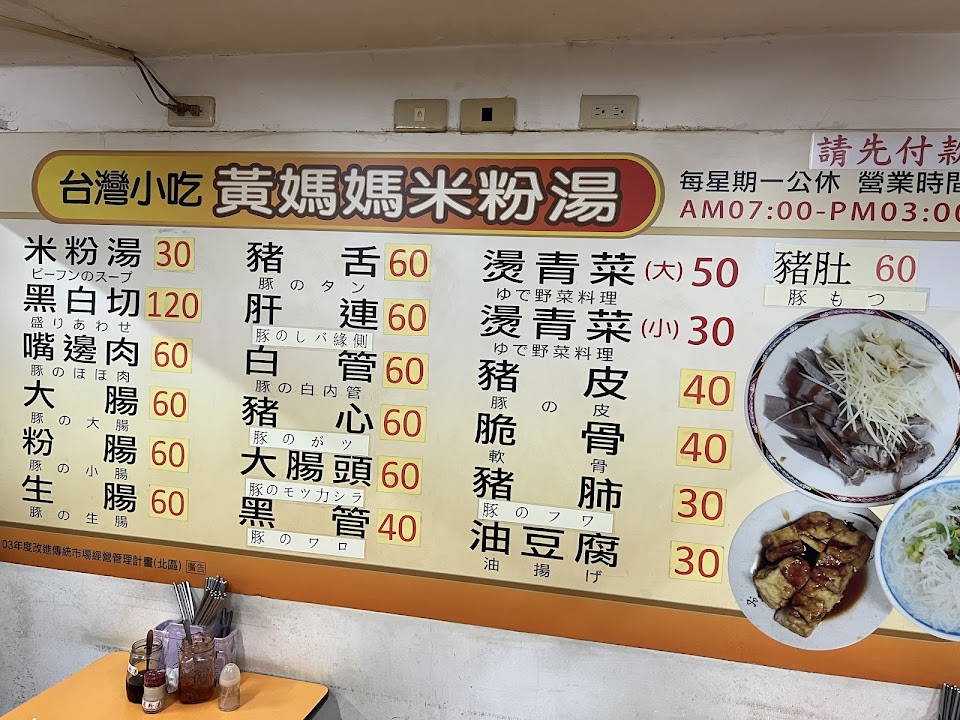 請先付款
台灣小吃 黃媽媽米粉湯
每星期一公休 營業時間
AM07:00-PM03:00
米粉湯 30
ビーフンのスープ
黑白切 120
盛りあわせ
嘴邊肉 60
豚のほほ肉
大腸 60
豚の大腸
粉腸 60
豚の小腸
生腸 60
豚の生腸
豬舌 60
豚のタン
肝連 60
豚のしバ緣側
白管 60
豚の白内管
豬心 60
豚のがツ
大腸頭 60
豚のモツ力シラ
黑管 40
豚のワロ
燙青菜(大) 50
ゆで野菜料理
燙青菜(小) 30
ゆで野菜料理
豬皮 40
豚の皮
脆骨 40
軟骨
豬肺 30
豚のフワ
油豆腐 30
油揚げ
豬肚 60
豚もつ
03年度改進傳統市場經營管理計畫(北區) 廣告